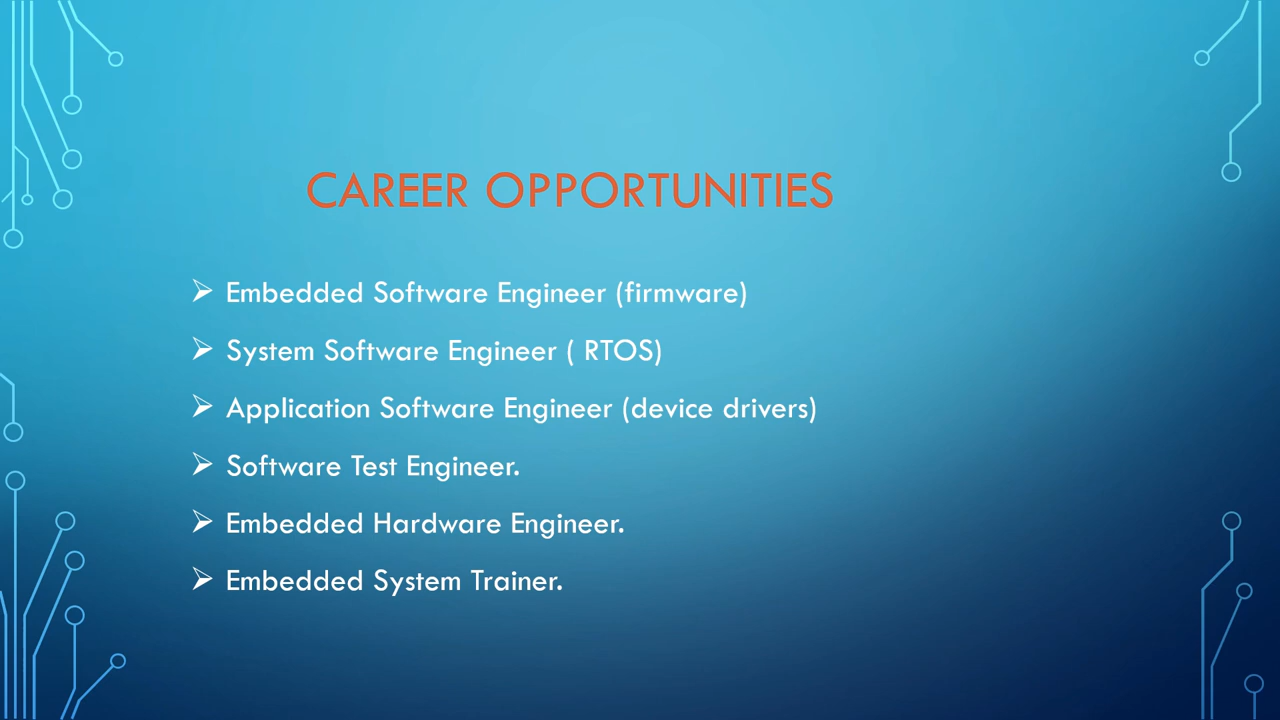 CAREER OPPORTUNITIES
➢ Embedded Software Engineer (firmware)
➢ System Software Engineer ( RTOS)
➢ Application Software Engineer (device drivers)
➢ Software Test Engineer.
➢ Embedded Hardware Engineer.
➢ Embedded System Trainer.